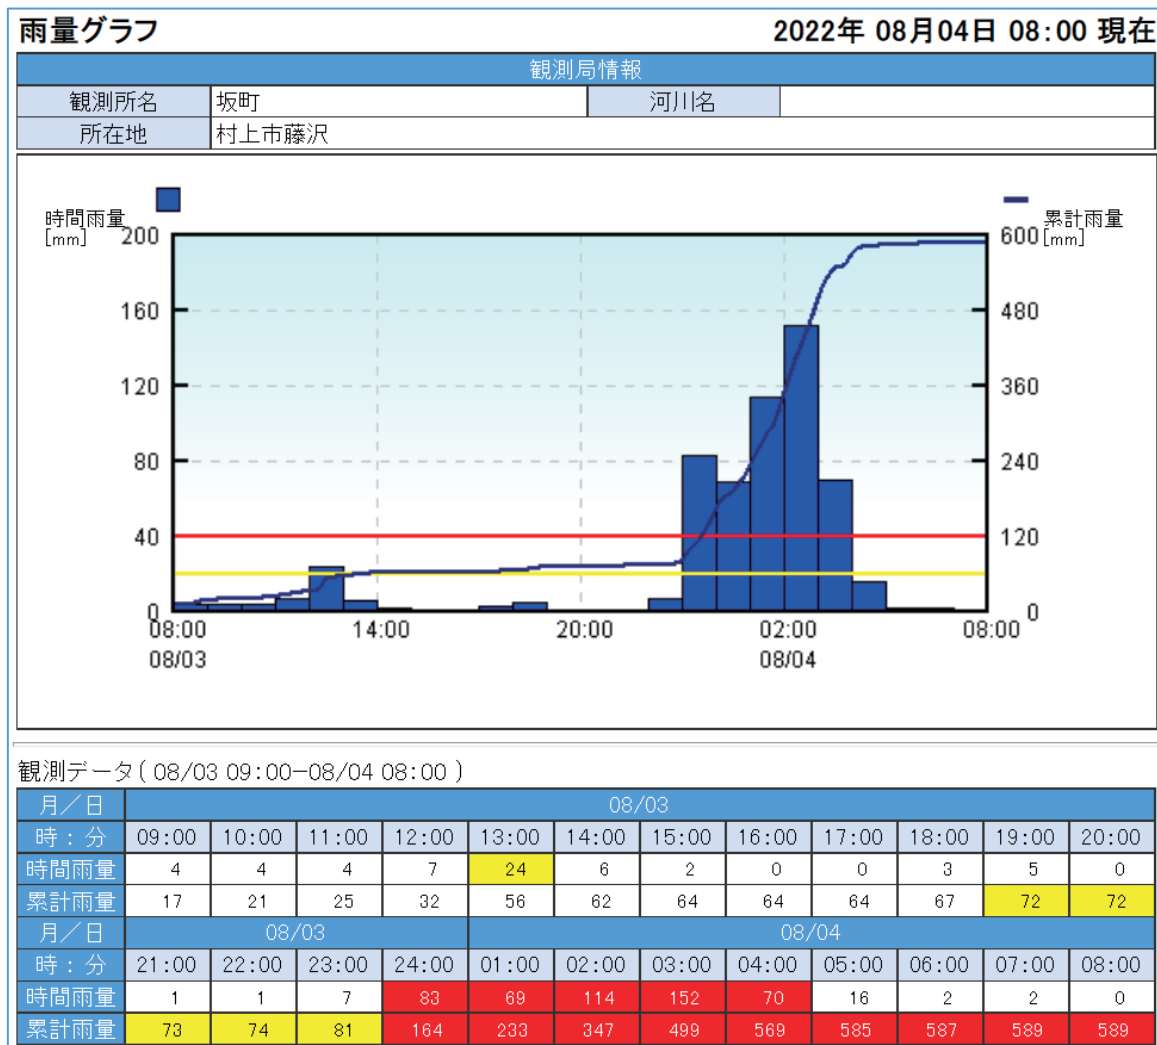 雨量グラフ 2022年 08月04日 08:00 現在
観測局情報
観測所名 坂町 河川名
所在地 村上市藤沢
時間雨量 累計雨量
[mm] [mm]
200 600
160 480
120 360
80 240
40 120
0 0
08:00 14:00 20:00 02:00 08:00
08/03 08/04
観測データ( 08/03 09:00-08/04 08:00 )
月／日 08/03
時：分 09:00 10:00 11:00 12:00 13:00 14:00 15:00 16:00 17:00 18:00 19:00 20:00
時間雨量 4 4 4 7 24 6 2 0 0 3 5 0
累計雨量 17 21 25 32 56 62 64 64 64 67 72 72
月／日 08/03 08/04
時：分 21:00 22:00 23:00 24:00 01:00 02:00 03:00 04:00 05:00 06:00 07:00 08:00
時間雨量 1 1 7 83 69 114 152 70 16 2 2 0
累計雨量 73 74 81 164 233 347 499 569 585 587 589 589